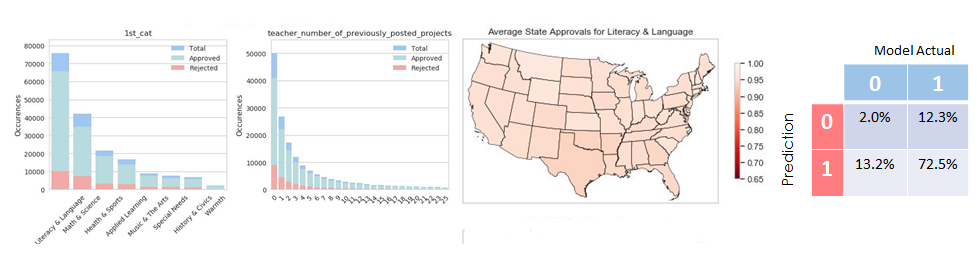 1st_cat
80000
70000
60000
50000
40000
30000
20000
10000
0
Occurences
Total
Approved
Rejected
Literacy & Language
Math & Science
Health & Sports
Applied Learning
Music & The Arts
Special Needs
History & Civics
Warmth
teacher_number_of_previously_posted_projects
50000
40000
30000
20000
10000
0
Occurences
Total
Approved
Rejected
0
1
2
3
4
5
6
7
8
9
10
11
12
13
14
15
16
17
18
19
20
21
22
23
25
Average State Approvals for Literacy & Language
1.00
0.95
0.90
0.85
0.80
0.75
0.70
0.65
Model Actual
0 1
Prediction
0 2.0% 12.3%
1 13.2% 72.5%